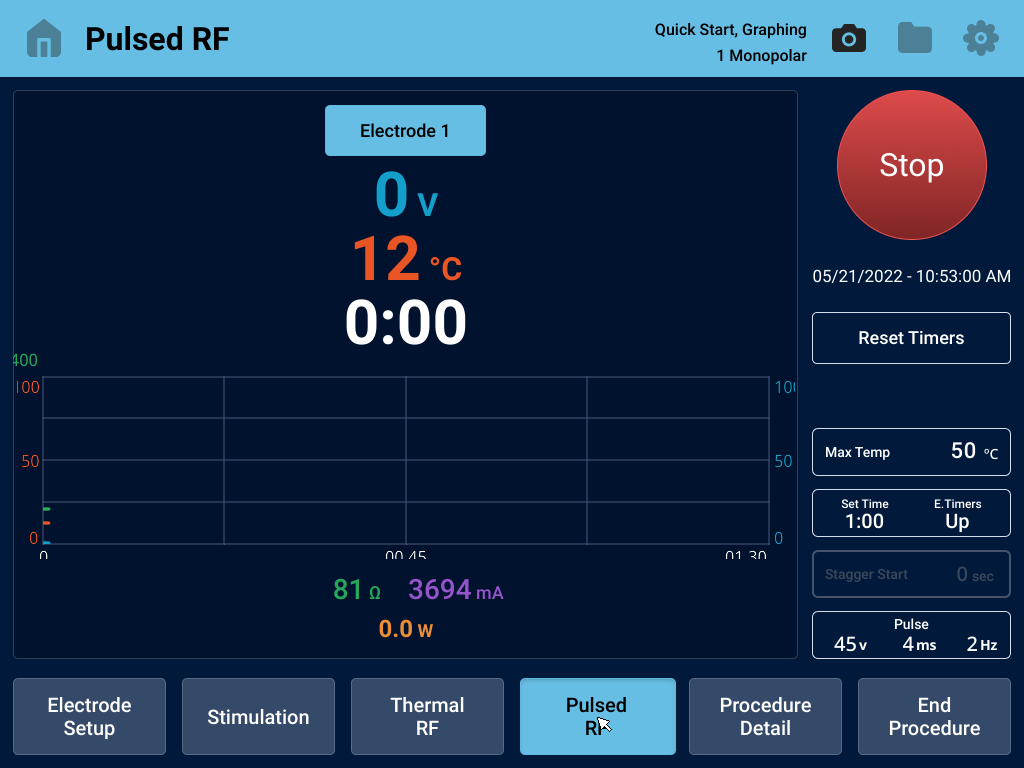 Pulsed RF
Quick Start, Graphing
1 Monopolar
Electrode 1
0 V
12 °C
0:00
400
100
50
0
100
50
0
0
00.45
01.30
81 Ω 3694 mA
0.0 W
Stop
05/21/2022 - 10:53:00 AM
Reset Timers
Max Temp 50 °C
Set Time E.Timers
1:00 Up
Stagger Start 0 sec
Pulse
45 v 4 ms 2 Hz
Electrode
Setup
Stimulation
Thermal
RF
Pulsed
RF
Procedure
Detail
End
Procedure